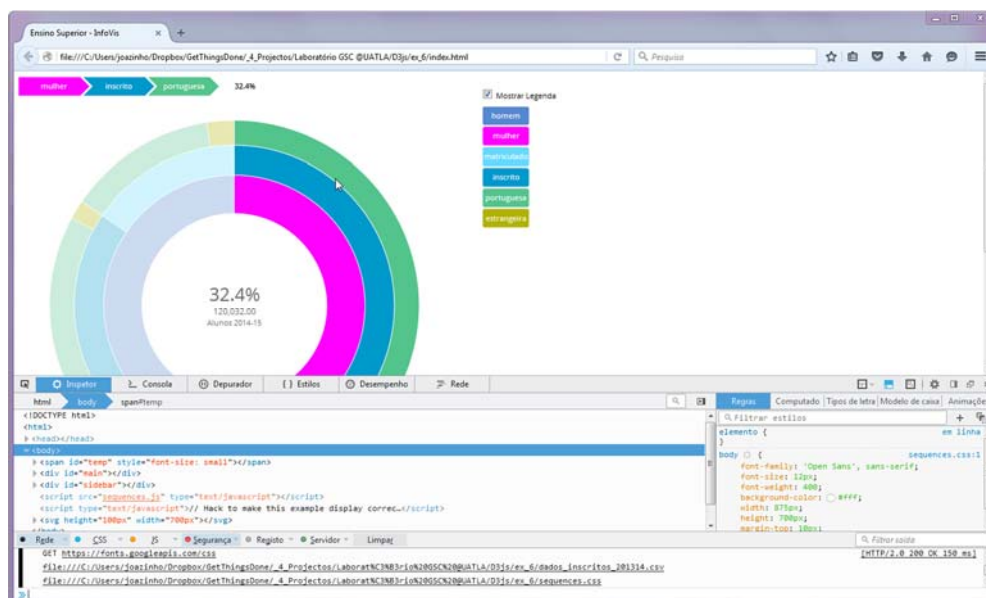 Ensino Superior - InfoVis × +
file:///C:/Users/joazinho/Dropbox/GetThingsDone/_4_Projectos/Laboratório GSC @UATLA/D3js/ex_6/index.html
Pesquisa
mulher inscrito portuguesa 32.4%
Mostrar Legenda
homem
mulher
matriculado
inscrito
portuguesa
estrangeira
32.4%
120,032.00
Alunos 2014-15
Inspetor Consola Depurador { } Estilos Desempenho Rede
html body span#temp
Regras Computado Tipos de letra Modelo de caixa Animaçõe
<!DOCTYPE html>
<html>
<head></head>
<body>
<span id="temp" style="font-size: small"></span>
<div id="main"></div>
<div id="sidebar"></div>
<script src="sequences.js" type="text/javascript"></script>
<script type="text/javascript">// Hack to make this example display correc…</script>
<svg height="100px" width="700px"></svg>
</body>
Filtrar estilos
elemento { em linha
}
body { sequences.css:1
font-family: 'Open Sans', sans-serif;
font-size: 12px;
font-weight: 400;
background-color: #fff;
width: 875px;
height: 700px;
margin-top: 10px;
Rede CSS JS Segurança Registo Servidor Limpar
Filtrar saída
GET https://fonts.googleapis.com/css [HTTP/2.0 200 OK 150 ms]
file:///C:/Users/joazinho/Dropbox/GetThingsDone/_4_Projectos/Laborat%C3%B3rio%20GSC%20@UATLA/D3js/ex_6/dados_inscritos_201314.csv
file:///C:/Users/joazinho/Dropbox/GetThingsDone/_4_Projectos/Laborat%C3%B3rio%20GSC%20@UATLA/D3js/ex_6/sequences.css